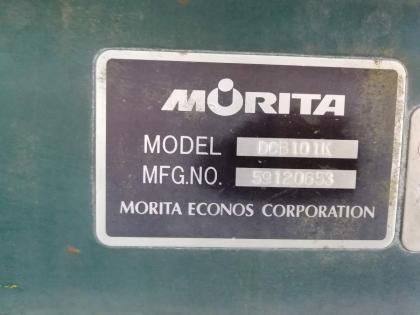 MORITA
MODEL DCB101K
MFG.NO. 59120653
MORITA ECONOS CORPORATION